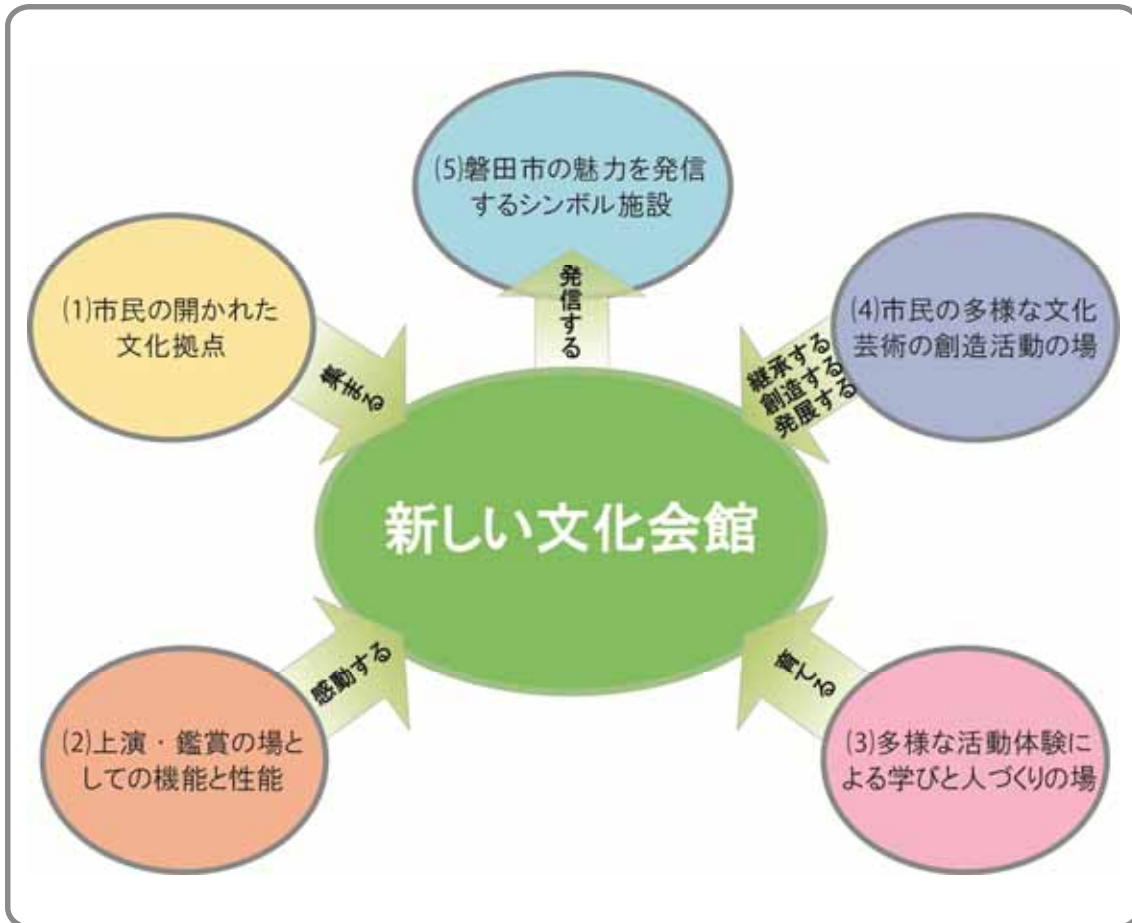 (5)磐田市の魅力を発信
するシンボル施設
発信する
(1)市民の開かれた
文化拠点
集まる
(4)市民の多様な文化
芸術の創造活動の場
継承する
創造する
発展する
新しい文化会館
(2)上演・鑑賞の場と
しての機能と性能
感動する
(3)多様な活動体験に
よる学びと人づくりの場
育てる